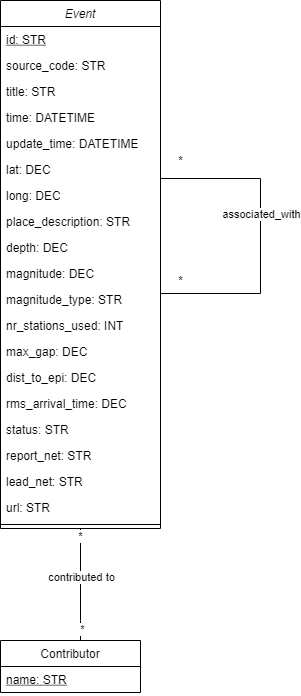 Event
id: STR
source_code: STR
title: STR
time: DATETIME
update_time: DATETIME
*
lat: DEC
long: DEC
associated_with
place_description: STR
depth: DEC
magnitude: DEC
*
magnitude_type: STR
nr_stations_used: INT
max_gap: DEC
dist_to_epi: DEC
rms_arrival_time: DEC
status: STR
report_net: STR
lead_net: STR
url: STR
*
contributed to
*
Contributor
name: STR